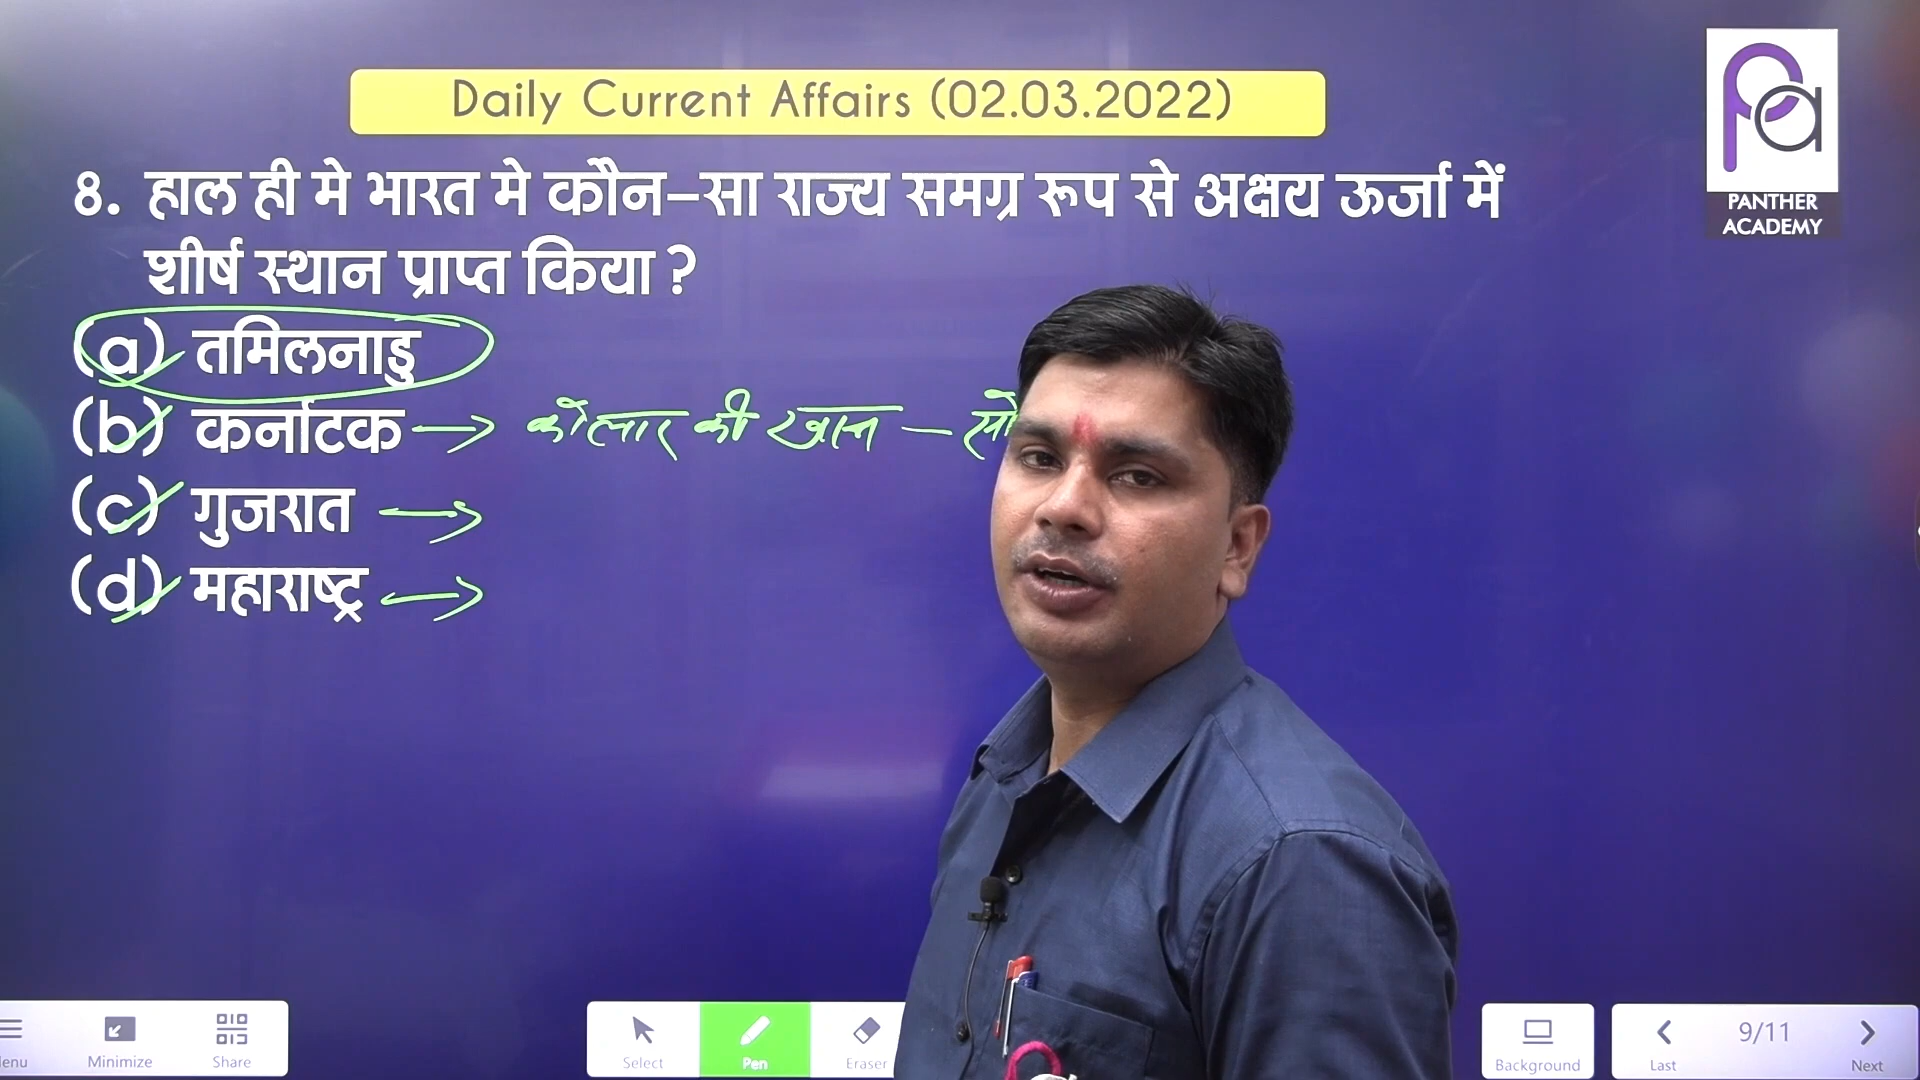 Daily Current Affairs (02.03.2022)
PANTHER
ACADEMY
8. हाल ही मे भारत मे कौन–सा राज्य समग्र रूप से अक्षय ऊर्जा में
शीर्ष स्थान प्राप्त किया ?
(a) तमिलनाडु
(b) कर्नाटक → कोलार की खान –
(c) गुजरात →
(d) महाराष्ट्र →
Minimize
Share
Select
Pen
Eraser
Background
Last
9/11
Next